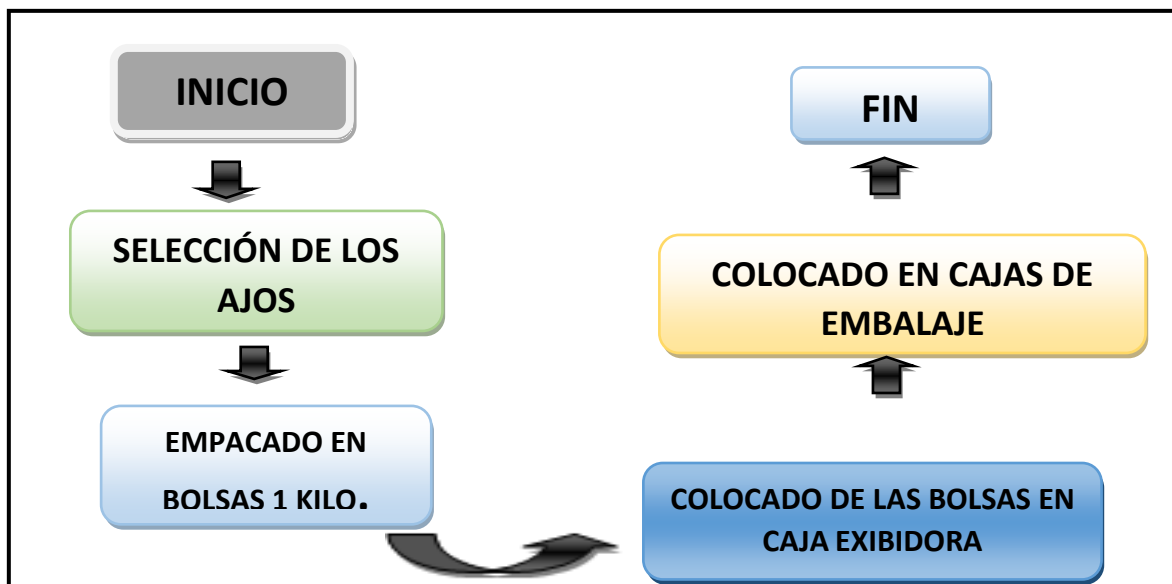 INICIO
SELECCIÓN DE LOS
AJOS
EMPACADO EN
BOLSAS 1 KILO.
COLOCADO DE LAS BOLSAS EN
CAJA EXIBIDORA
COLOCADO EN CAJAS DE
EMBALAJE
FIN